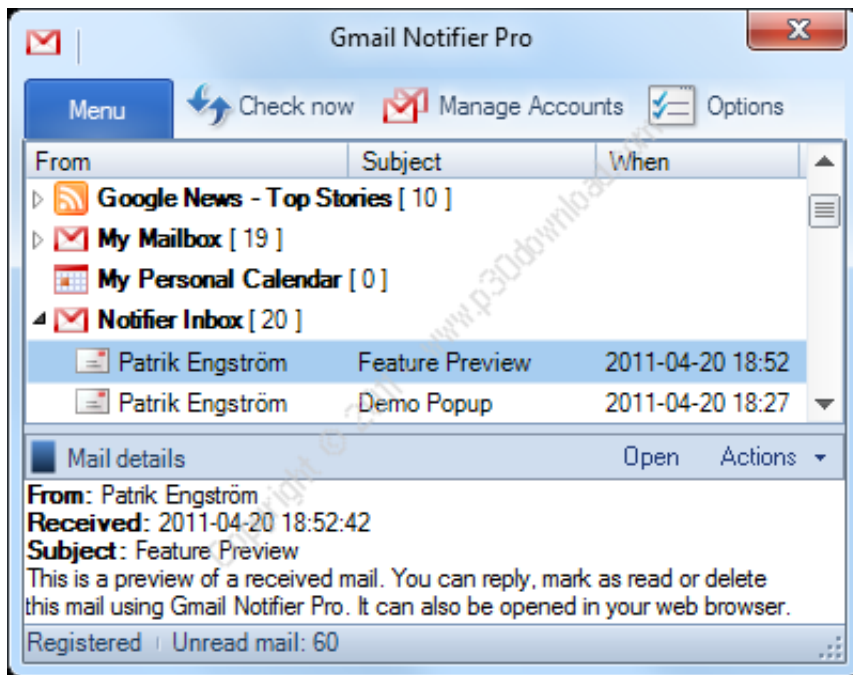 Gmail Notifier Pro
Menu Check now Manage Accounts Options
From Subject When
Google News - Top Stories [ 10 ]
My Mailbox [ 19 ]
My Personal Calendar [ 0 ]
Notifier Inbox [ 20 ]
Patrik Engström Feature Preview 2011-04-20 18:52
Patrik Engström Demo Popup 2011-04-20 18:27
Mail details Open Actions
From: Patrik Engström
Received: 2011-04-20 18:52:42
Subject: Feature Preview
This is a preview of a received mail. You can reply, mark as read or delete
this mail using Gmail Notifier Pro. It can also be opened in your web browser.
Registered Unread mail: 60
Copyright © www.p30download.com